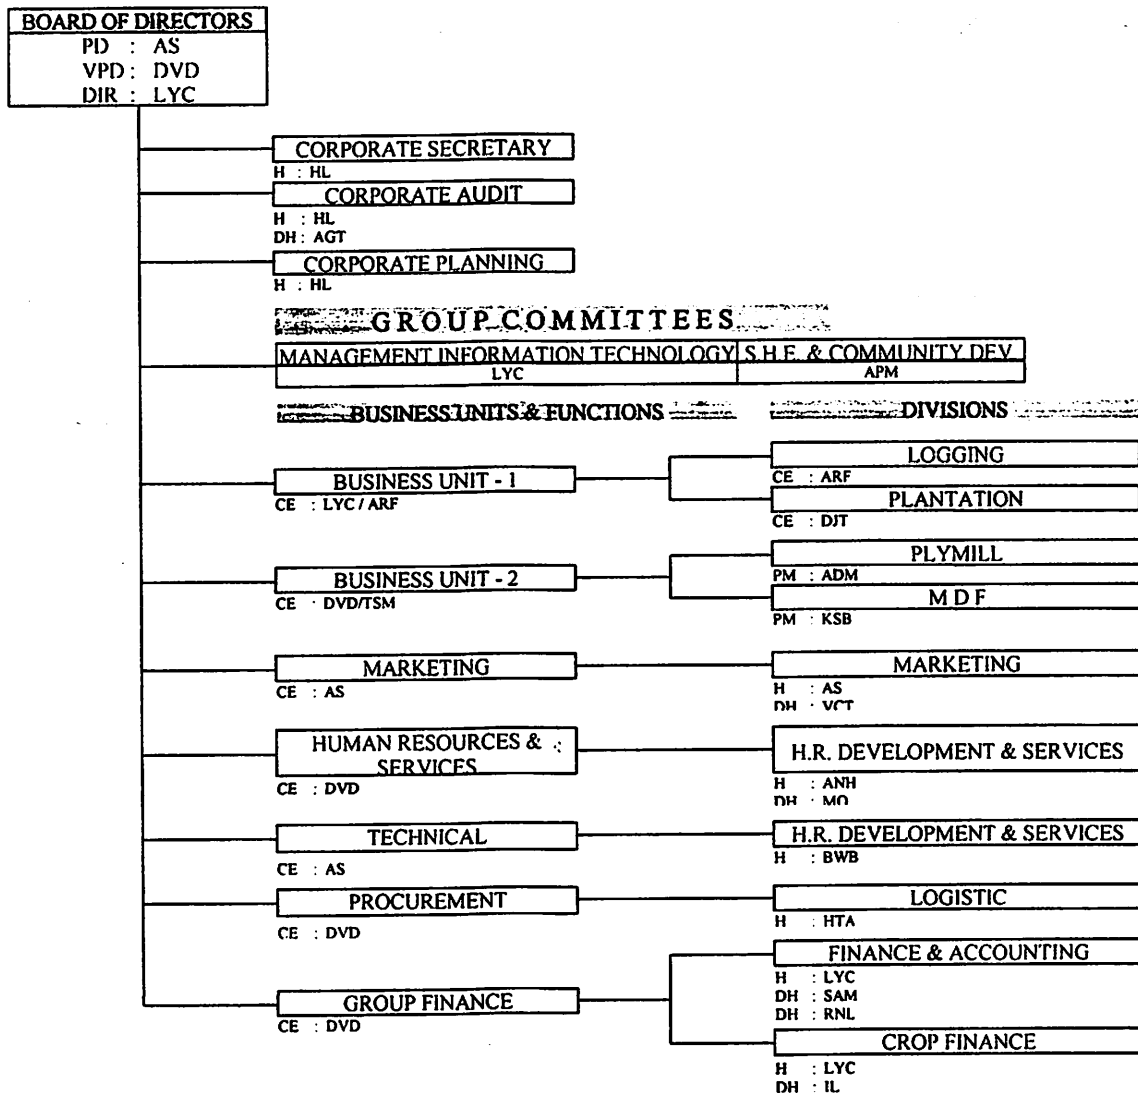 BOARD OF DIRECTORS
PD : AS
VPD : DVD
DIR : LYC
CORPORATE SECRETARY
H : HL
CORPORATE AUDIT
H : HL
DH : AGT
CORPORATE PLANNING
H : HL
GROUP COMMITTEES
MANAGEMENT INFORMATION TECHNOLOGY S.H.E. & COMMUNITY DEV
LYC APM
BUSINESS UNITS & FUNCTIONS DIVISIONS
BUSINESS UNIT - 1
CE : LYC / ARF
LOGGING
CE : ARF
PLANTATION
CE : DJT
BUSINESS UNIT - 2
CE : DVD/TSM
PLYMILL
PM : ADM
M D F
PM : KSB
MARKETING
CE : AS
MARKETING
H : AS
DH : VCT
HUMAN RESOURCES &
SERVICES
CE : DVD
H.R. DEVELOPMENT & SERVICES
H : ANH
DH :
TECHNICAL
CE : AS
H.R. DEVELOPMENT & SERVICES
H : BWB
PROCUREMENT
CE : DVD
LOGISTIC
H : HTA
GROUP FINANCE
CE : DVD
FINANCE & ACCOUNTING
H : LYC
DH : SAM
DH : RNL
CROP FINANCE
H : LYC
DH : IL